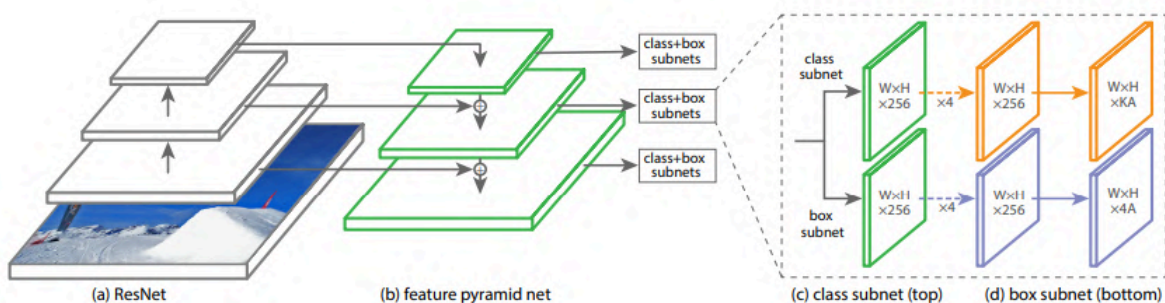 class+box
subnets
class+box
subnets
class+box
subnets
class
subnet
W×H
×256
×4
W×H
×256
W×H
×KA
box
subnet
W×H
×256
×4
W×H
×256
W×H
×4A
(a) ResNet
(b) feature pyramid net
(c) class subnet (top)
(d) box subnet (bottom)